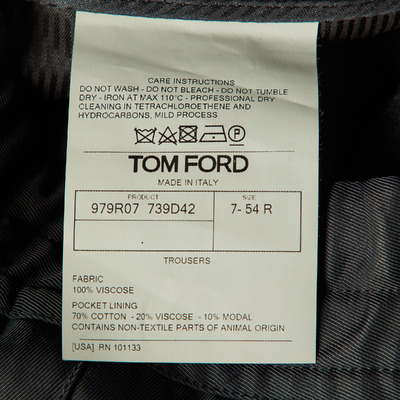 CARE INSTRUCTIONS
DO NOT WASH - DO NOT BLEACH - DO NOT TUMBLE
DRY - IRON AT MAX 110°C - PROFESSIONAL DRY
CLEANING IN TETRACHLOROETHENE AND
HYDROCARBONS, MILD PROCESS
P
TOM FORD
MADE IN ITALY
PRODUCT SIZE
979R07 739D42 7- 54 R
TROUSERS
FABRIC
100% VISCOSE
POCKET LINING
70% COTTON - 20% VISCOSE - 10% MODAL
CONTAINS NON-TEXTILE PARTS OF ANIMAL ORIGIN
[USA] RN 101133